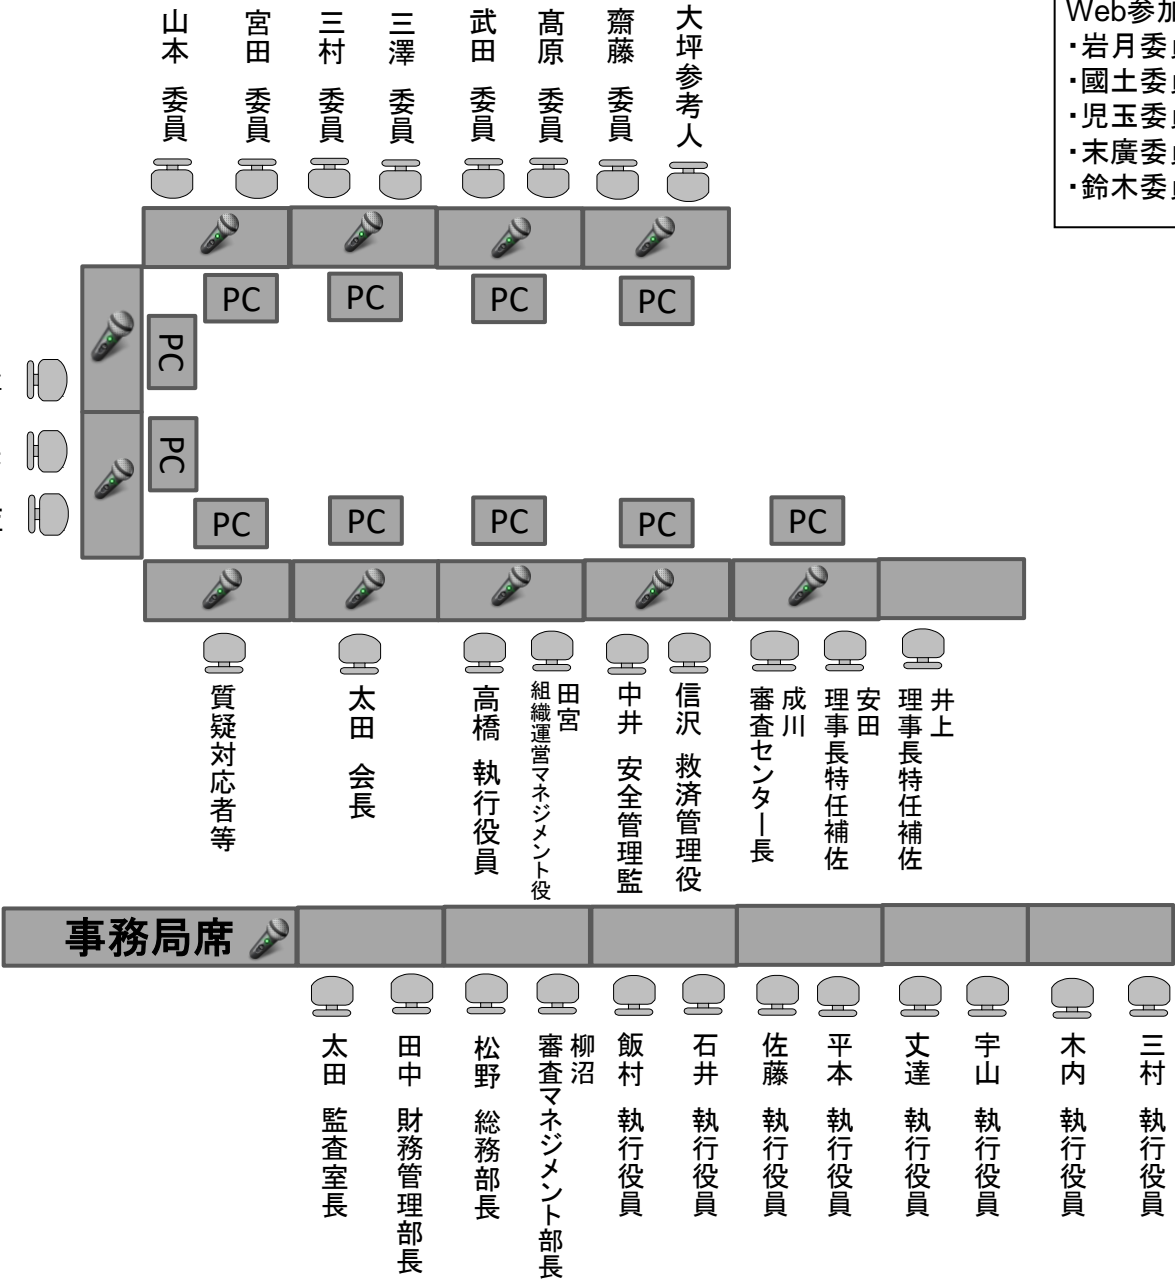 山本 委員
宮田 委員
三村 委員
三澤 委員
武田 委員
髙原 委員
齋藤 委員
大坪参考人
Web参加
・岩月委員
・國土委員
・児玉委員
・末廣委員
・鈴木委員
PC
PC
PC
PC
PC
PC
PC
PC
PC
PC
PC
質疑対応者等
太田 会長
高橋 執行役員
田宮
組織運営マネジメント役
中井 安全管理監
信沢 救済管理役
成川
審査センター長
安田
理事長特任補佐
井上
理事長特任補佐
事務局席
太田 監査室長
田中 財務管理部長
松野 総務部長
柳沼
審査マネジメント部長
飯村 執行役員
石井 執行役員
佐藤 執行役員
平本 執行役員
丈達 執行役員
宇山 執行役員
木内 執行役員
三村 執行役員